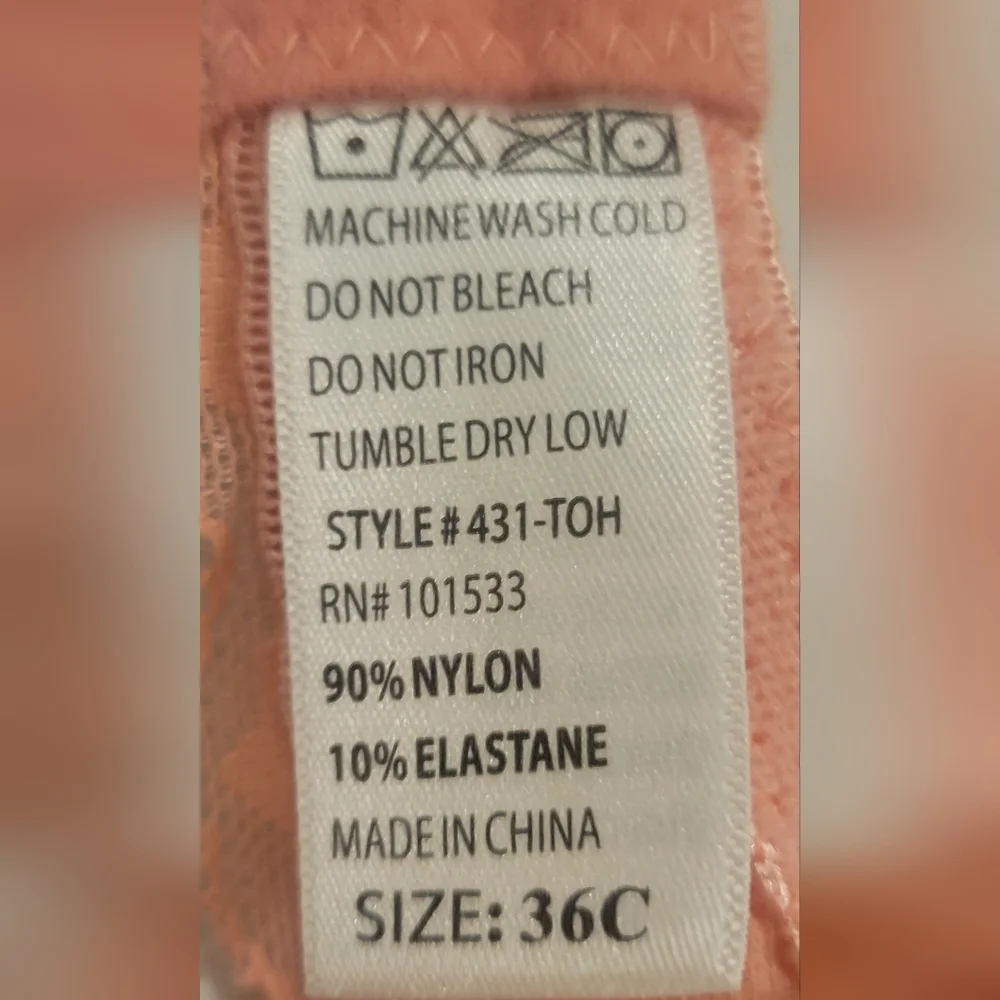 MACHINE WASH COLD
DO NOT BLEACH
DO NOT IRON
TUMBLE DRY LOW
STYLE # 431-TOH
RN# 101533
90% NYLON
10% ELASTANE
MADE IN CHINA
SIZE: 36C